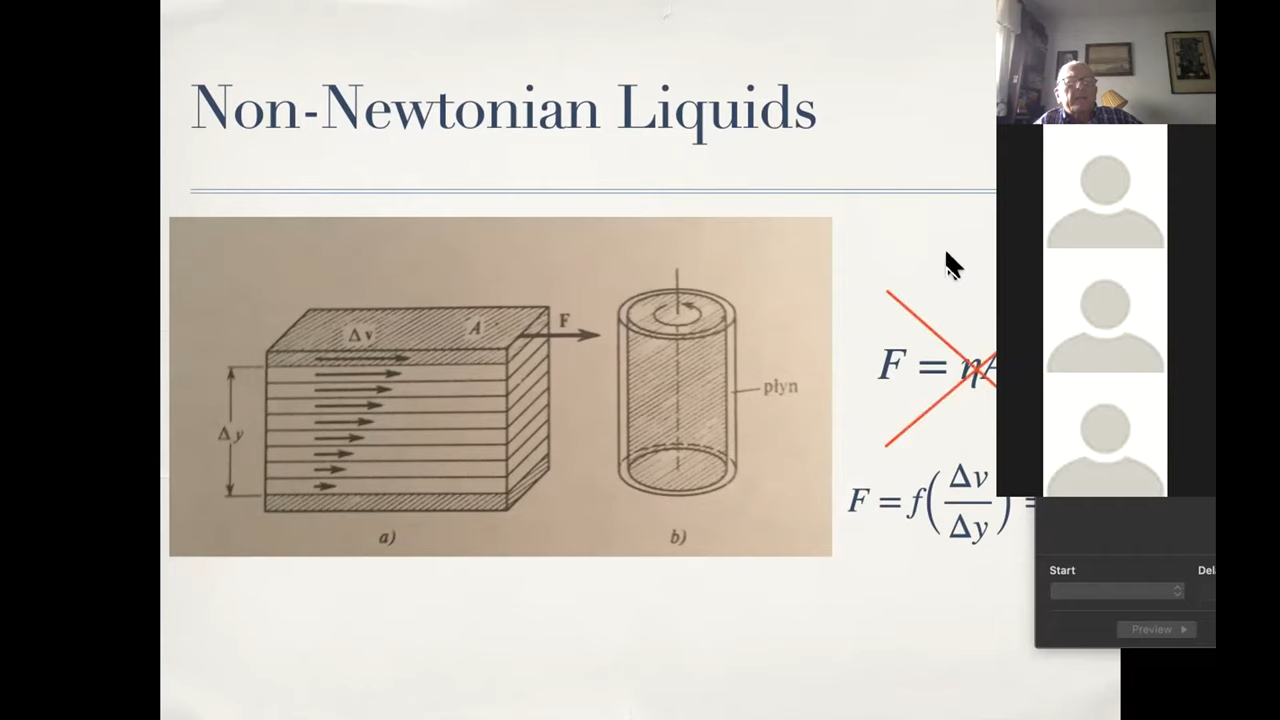 Non-Newtonian Liquids
Δv A F
Δy
płyn
a) b)
F = ηA
F = f(Δv/Δy) =
Start Del
Preview